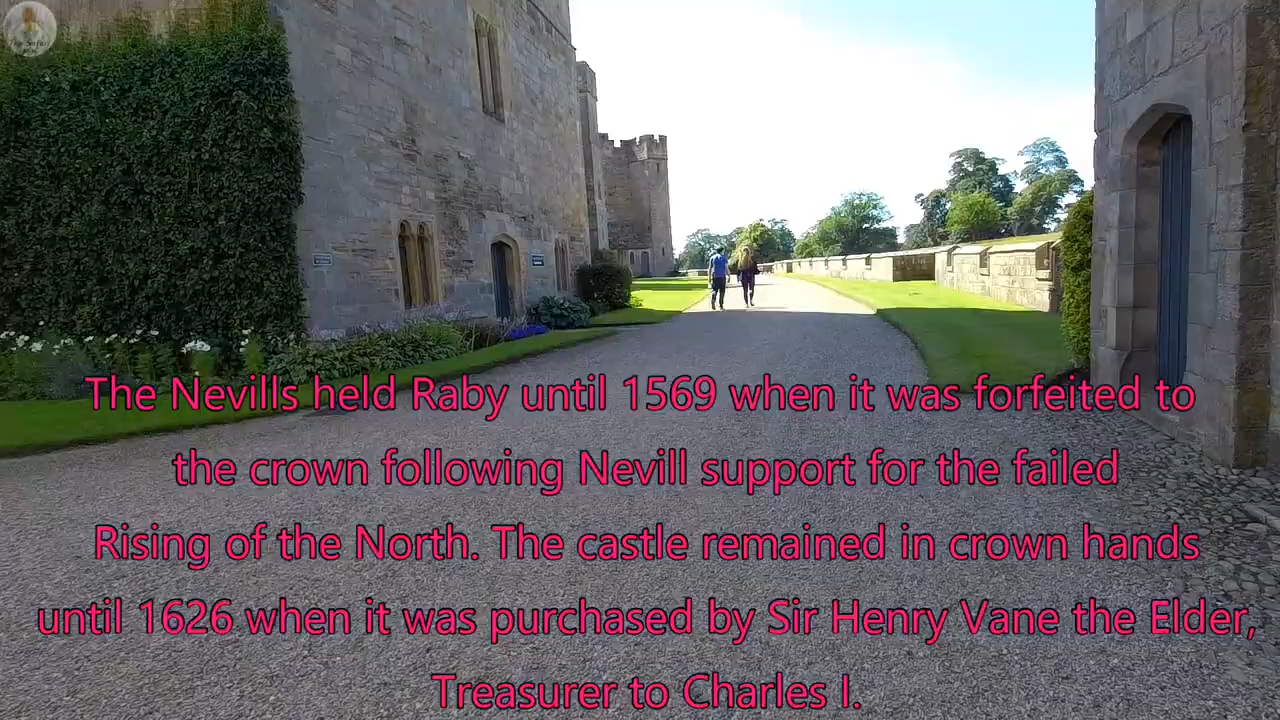 The Nevills held Raby until 1569 when it was forfeited to
the crown following Nevill support for the failed
Rising of the North. The castle remained in crown hands
until 1626 when it was purchased by Sir Henry Vane the Elder,
Treasurer to Charles I.